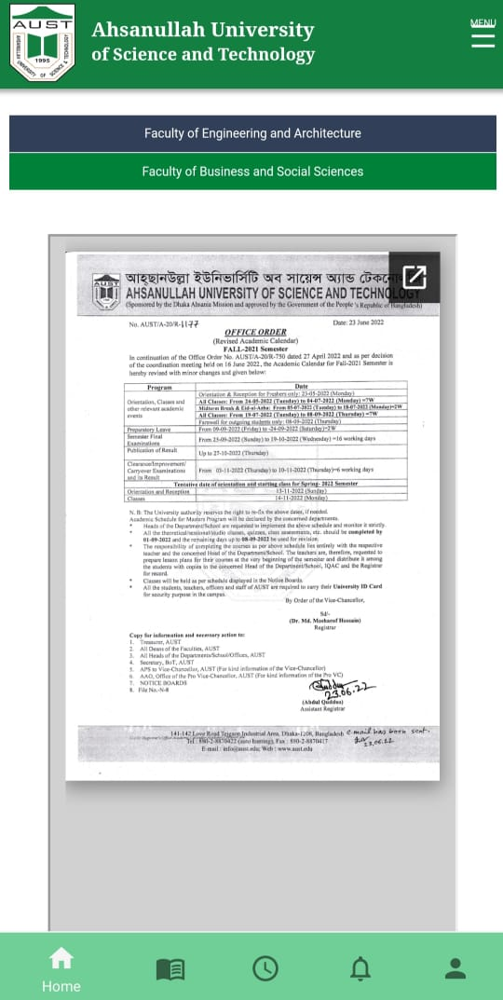 AUST
1995
Ahsanullah University
of Science and Technology
MENU
Faculty of Engineering and Architecture
Faculty of Business and Social Sciences
আহ্ছানউল্লা ইউনিভার্সিটি অব সায়েন্স অ্যান্ড
AHSANULLAH UNIVERSITY OF SCIENCE AND TECHNOLOGY
(Sponsored by the Dhaka Ahsania Mission and approved by the Government of the People's Republic of Bangladesh)
No. AUST/A-20/R-1177 Date: 23 June 2022
OFFICE ORDER
(Revised Academic Calendar)
FALL-2021 Semester
In continuation of the Office Order No. AUST/A-20/R-750 dated 27 April 2022 and as per decision
of the coordination meeting held on 16 June 2022, the Academic Calendar for Fall-2021 Semester is
hereby revised with minor changes and given below:
Program Date
Orientation, Classes and other relevant academic events
Orientation & Reception for Freshers only: 23-05-2022 (Monday)
All Classes: From 24-05-2022 (Tuesday) to 04-07-2022 (Monday) =7W
Midterm Break & Eid-ul-Azha: From 05-07-2022 (Tuesday) to 18-07-2022 (Monday)=2W
All Classes: From 19-07-2022 (Tuesday) to 08-09-2022 (Thursday) =7W
Farewell for outgoing students only: 08-09-2022 (Thursday)
Preparatory Leave From 09-09-2022 (Friday) to -24-09-2022 (Saturday)=2W
Semester Final Examinations From 25-09-2022 (Sunday) to 19-10-2022 (Wednesday) =16 working days
Publication of Result Up to 27-10-2022 (Thursday)
Clearance/Improvement/ Carryover Examinations and its Result From 03-11-2022 (Thursday) to 10-11-2022 (Thursday)=6 working days
Tentative date of orientation and starting class for Spring- 2022 Semester
Orientation and Reception 13-11-2022 (Sunday)
Classes 14-11-2022 (Monday)
N. B: The University authority reserves the right to re-fix the above dates, if needed.
Academic Schedule for Masters Program will be declared by the concerned departments.
* Heads of the Department/School are requested to implement the above schedule and monitor it strictly.
* All the theoretical/sessional/studio classes, quizzes, class assessments, etc. should be completed by
01-09-2022 and the remaining days up to 08-09-2022 be used for revision.
* The responsibility of completing the courses as per above schedule lies entirely with the respective
teacher and the concerned Head of the Department/School. The teachers are, therefore, requested to
prepare lesson plans for their courses at the very beginning of the semester and distribute it among
the students with copies to the concerned Head of the Department/School, IQAC and the Registrar
for record.
* Classes will be held as per schedule displayed in the Notice Boards.
* All the students, teachers, officers and staff of AUST are required to carry their University ID Card
for security purpose in the campus.
By Order of the Vice-Chancellor,
Sd/-
(Dr. Md. Mosharof Hossain)
Registrar
Copy for information and necessary action to:
1. Treasurer, AUST
2. All Deans of the Faculties, AUST
3. All Heads of the Departments/School/Offices, AUST
4. Secretary, BoT, AUST
5. APS to Vice-Chancellor, AUST (For kind information of the Vice-Chancellor)
6. AAO, Office of the Pro Vice-Chancellor, AUST (For kind information of the Pro VC)
7. NOTICE BOARDS
8. File No.-N-8
23.06.22
(Abdul Quddus)
Assistant Registrar
141-142 Love Road Tejgaon Industrial Area, Dhaka-1208, Bangladesh
e-mail has been sent.
Tel : 880-2-8870422 (auto hunting), Fax : 880-2-8870417
23.06.22
E-mail : info@aust.edu; Web : www.aust.edu
Home